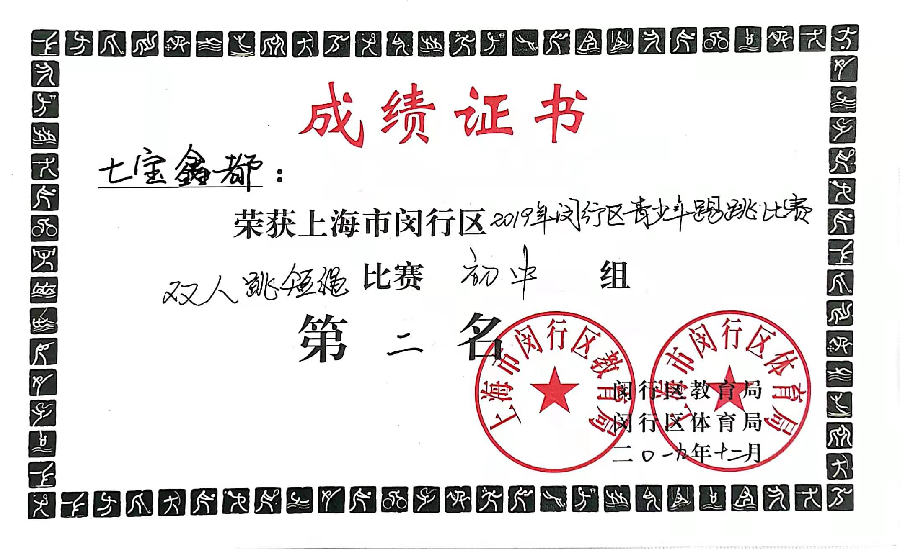 成绩证书
七宝鑫都：
荣获上海市闵行区2019年闵行区青少年踢跳比赛
双人跳短绳比赛 初中 组
第 二 名
上海市闵行区教育局
上海市闵行区体育局
闵行区教育局
闵行区体育局
二〇一九年十二月